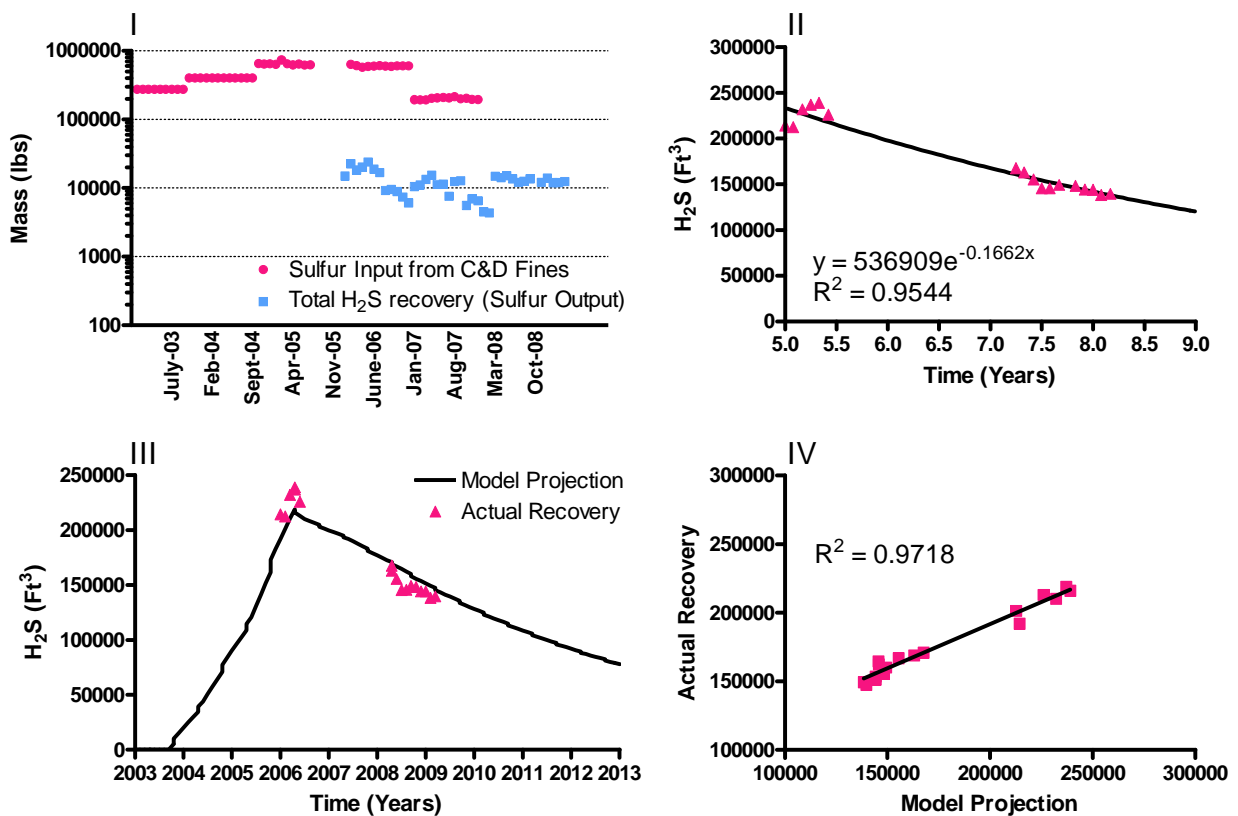 I
Mass (lbs)
1000000
100000
10000
1000
100
Sulfur Input from C&D Fines
Total H₂S recovery (Sulfur Output)
July-03
Feb-04
Sept-04
Apr-05
Nov-05
June-06
Jan-07
Aug-07
Mar-08
Oct-08
II
H₂S (Ft³)
300000
250000
200000
150000
100000
50000
0
y = 536909e⁻⁰·¹⁶⁶²ˣ
R² = 0.9544
5.0 5.5 6.0 6.5 7.0 7.5 8.0 8.5 9.0
Time (Years)
III
H₂S (Ft³)
250000
200000
150000
100000
50000
0
Model Projection
Actual Recovery
2003 2004 2005 2006 2007 2008 2009 2010 2011 2012 2013
Time (Years)
IV
Actual Recovery
300000
250000
200000
150000
100000
R² = 0.9718
100000 150000 200000 250000 300000
Model Projection